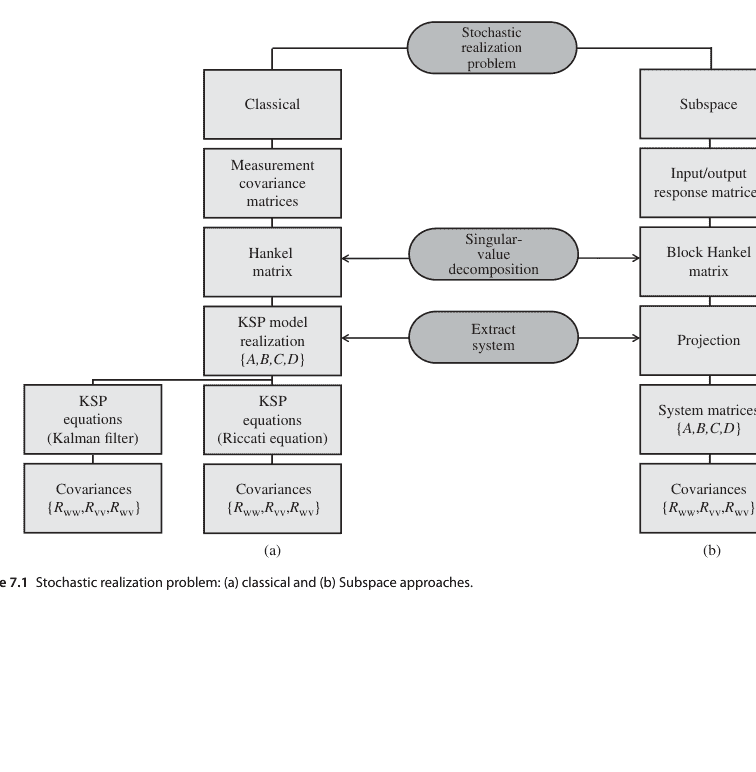 Stochastic
realization
problem
Classical
Subspace
Measurement
covariance
matrices
Input/output
response matrice
Hankel
matrix
Singular-
value
decomposition
Block Hankel
matrix
KSP model
realization
{A,B,C,D}
Extract
system
Projection
KSP
equations
(Kalman filter)
KSP
equations
(Riccati equation)
System matrices
{A,B,C,D}
Covariances
{Rww,Rvv,Rwv}
Covariances
{Rww,Rvv,Rwv}
Covariances
{Rww,Rvv,Rwv}
(a)
(b)
e 7.1 Stochastic realization problem: (a) classical and (b) Subspace approaches.